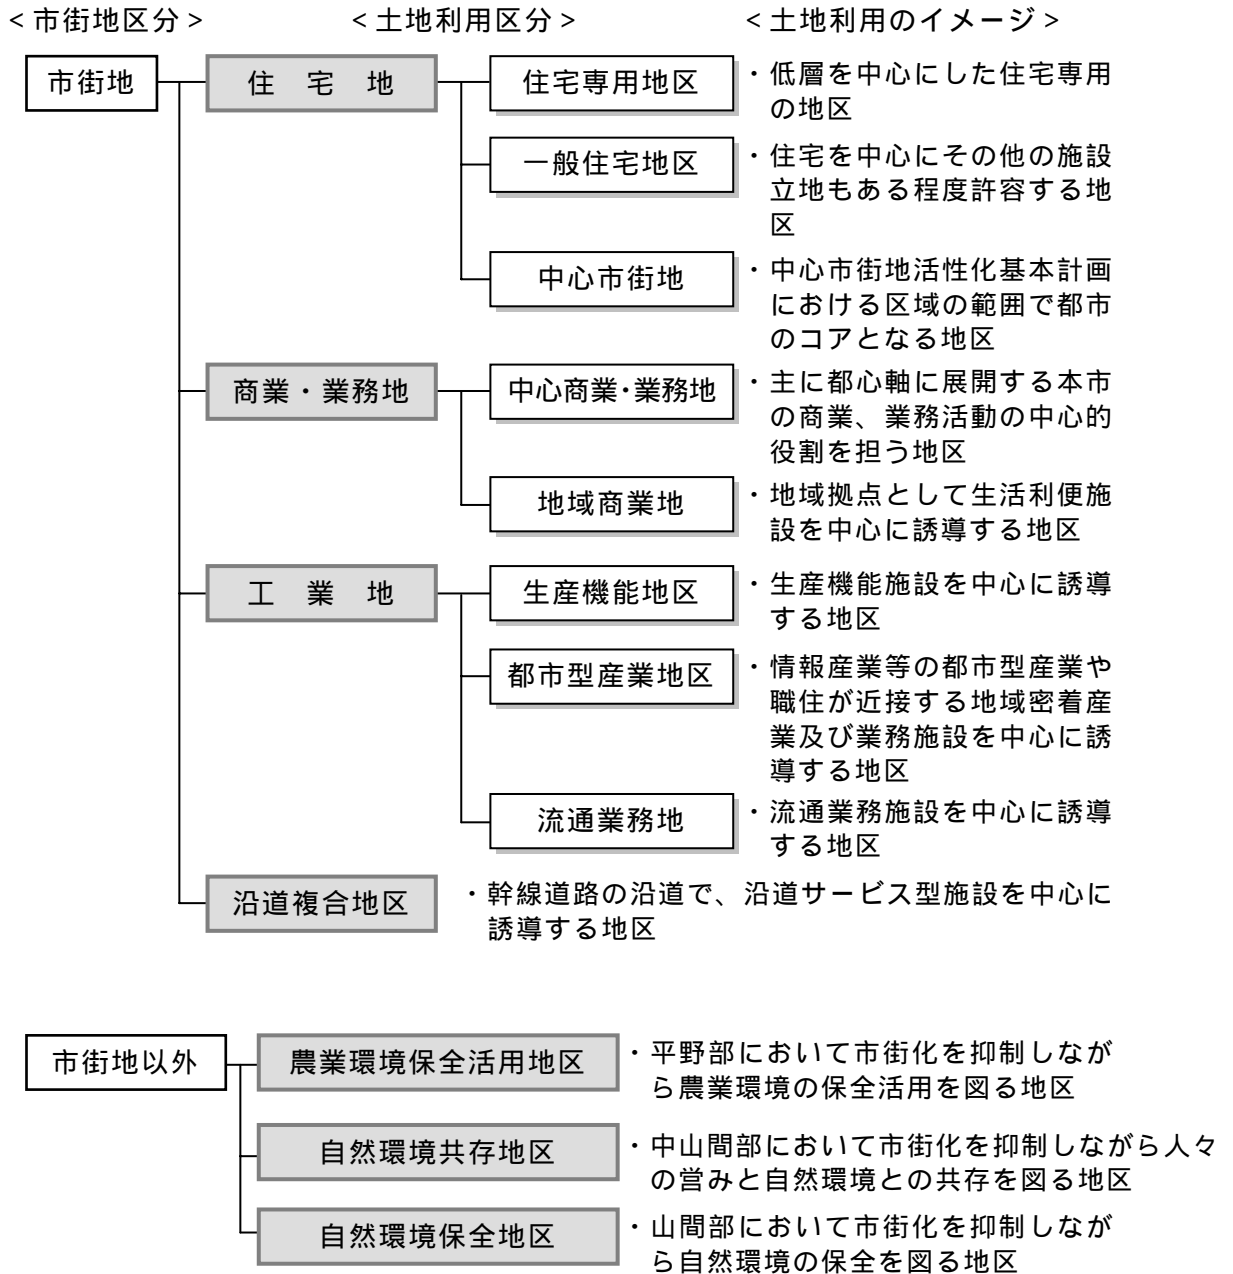 ＜市街地区分＞　＜土地利用区分＞　＜土地利用のイメージ＞
市街地
住　宅　地
住宅専用地区
・低層を中心にした住宅専用
の地区
一般住宅地区
・住宅を中心にその他の施設
立地もある程度許容する地
区
中心市街地
・中心市街地活性化基本計画
における区域の範囲で都市
のコアとなる地区
商業・業務地
中心商業・業務地
・主に都心軸に展開する本市
の商業、業務活動の中心的
役割を担う地区
地域商業地
・地域拠点として生活利便施
設を中心に誘導する地区
工　業　地
生産機能地区
・生産機能施設を中心に誘導
する地区
都市型産業地区
・情報産業等の都市型産業や
職住が近接する地域密着産
業及び業務施設を中心に誘
導する地区
流通業務地
・流通業務施設を中心に誘導
する地区
沿道複合地区
・幹線道路の沿道で、沿道サービス型施設を中心に
誘導する地区
市街地以外
農業環境保全活用地区
・平野部において市街化を抑制しなが
ら農業環境の保全活用を図る地区
自然環境共存地区
・中山間部において市街化を抑制しながら人々
の営みと自然環境との共存を図る地区
自然環境保全地区
・山間部において市街化を抑制しなが
ら自然環境の保全を図る地区